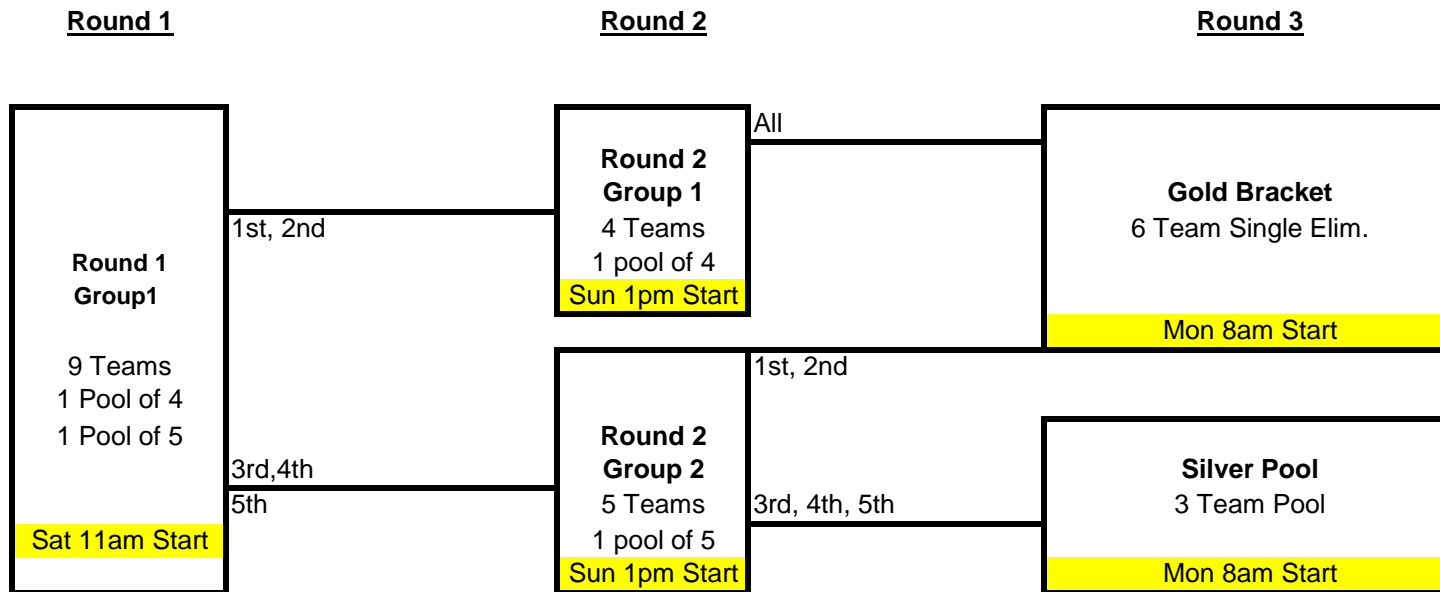 Round 1
Round 2
Round 3
Round 1
Group1
9 Teams
1 Pool of 4
1 Pool of 5
Sat 11am Start
1st, 2nd
3rd,4th
5th
Round 2
Group 1
4 Teams
1 pool of 4
Sun 1pm Start
Round 2
Group 2
5 Teams
1 pool of 5
Sun 1pm Start
All
1st, 2nd
3rd, 4th, 5th
Gold Bracket
6 Team Single Elim.
Mon 8am Start
Silver Pool
3 Team Pool
Mon 8am Start